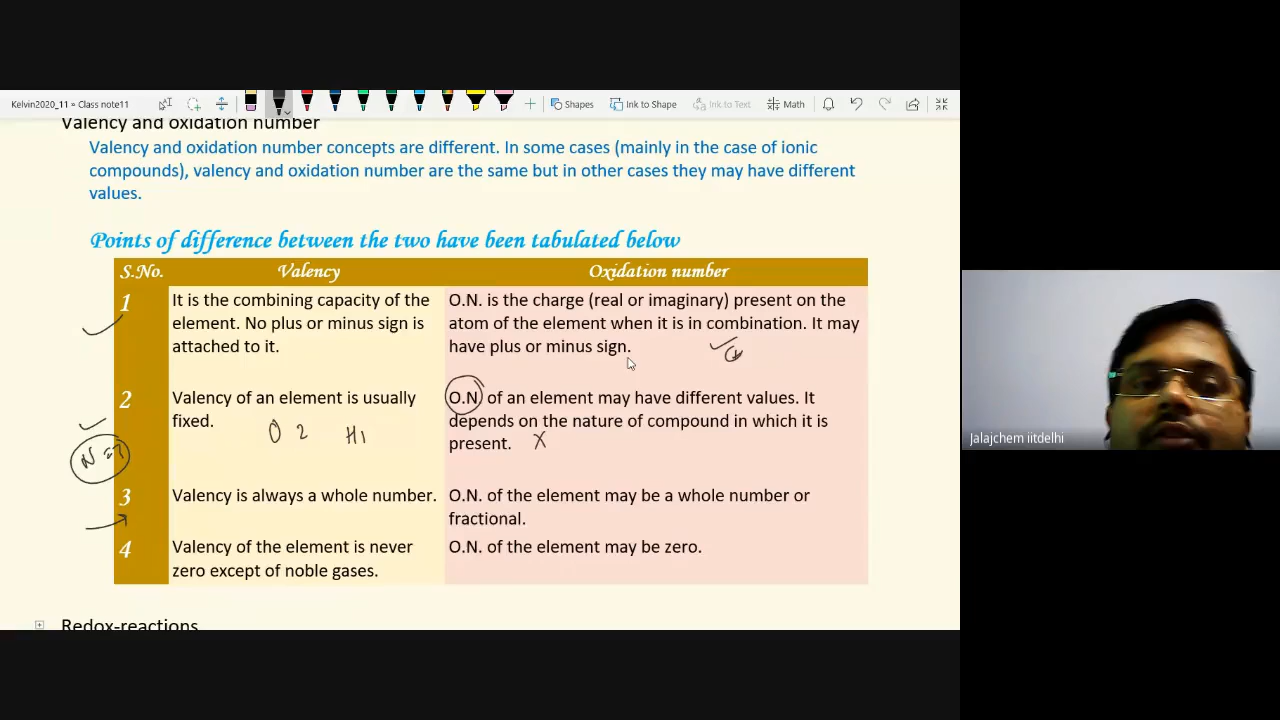 Kelvin2020_11 » Class note11
Shapes
Ink to Shape
Ink to Text
Math
Valency and oxidation number
Valency and oxidation number concepts are different. In some cases (mainly in the case of ionic
compounds), valency and oxidation number are the same but in other cases they may have different
values.
Points of difference between the two have been tabulated below
S.No. Valency Oxidation number
1
It is the combining capacity of the
element. No plus or minus sign is
attached to it.
O.N. is the charge (real or imaginary) present on the
atom of the element when it is in combination. It may
have plus or minus sign.
2
Valency of an element is usually
fixed.
O 2 H1
O.N of an element may have different values. It
depends on the nature of compound in which it is
present. X
3
Valency is always a whole number.
O.N. of the element may be a whole number or
fractional.
4
Valency of the element is never
zero except of noble gases.
O.N. of the element may be zero.
Redox-reactions
Jalajchem iitdelhi